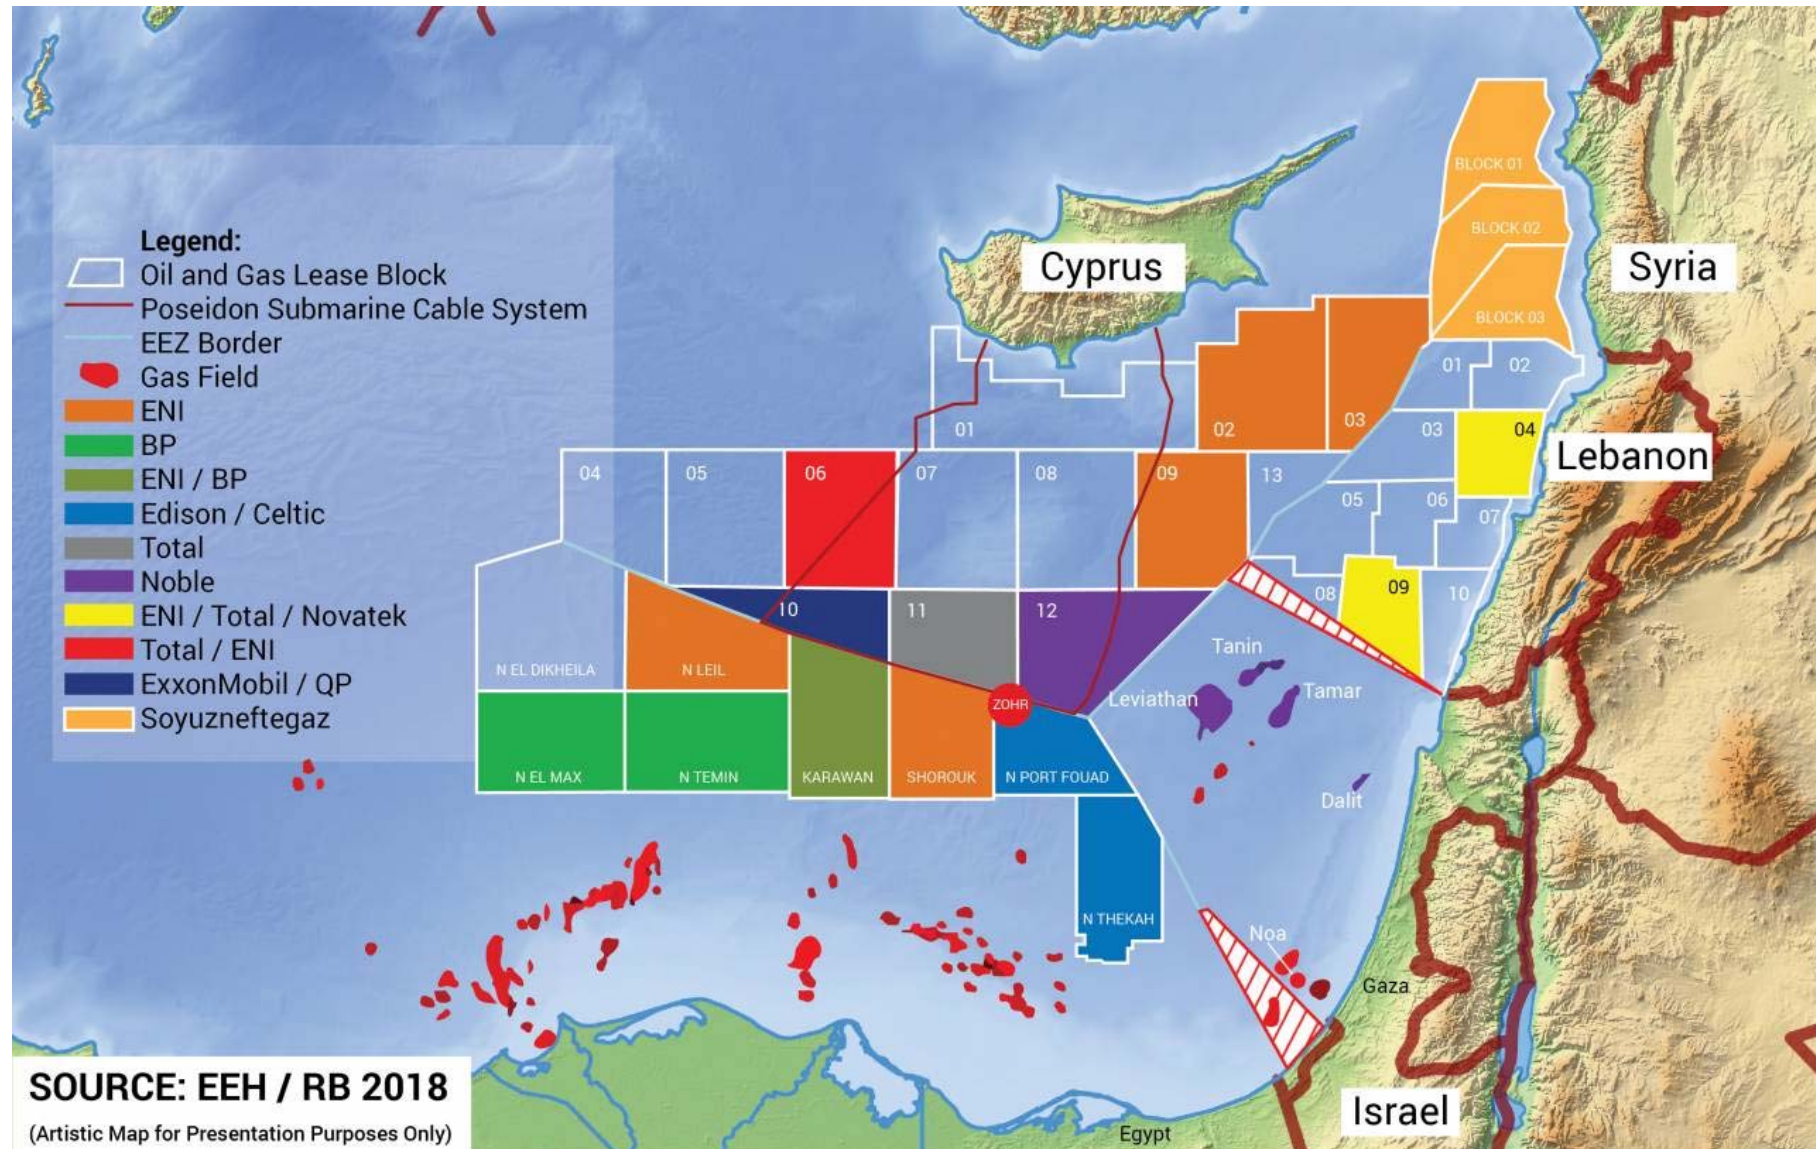 Legend:
Oil and Gas Lease Block
Poseidon Submarine Cable System
EEZ Border
Gas Field
ENI
BP
ENI / BP
Edison / Celtic
Total
Noble
ENI / Total / Novatek
Total / ENI
ExxonMobil / QP
Soyuzneftegaz
BLOCK 01
BLOCK 02
BLOCK 03
Cyprus
Syria
Lebanon
01
02
03
01
02
03
04
04
05
06
07
08
09
13
05
06
07
10
11
12
08
09
10
N EL DIKHEILA
N LEIL
ZOHR
N EL MAX
N TEMIN
KARAWAN
SHOROUK
N PORT FOUAD
N THEKAH
Tanin
Leviathan
Tamar
Dalit
Noa
Gaza
Israel
Egypt
SOURCE: EEH / RB 2018
(Artistic Map for Presentation Purposes Only)